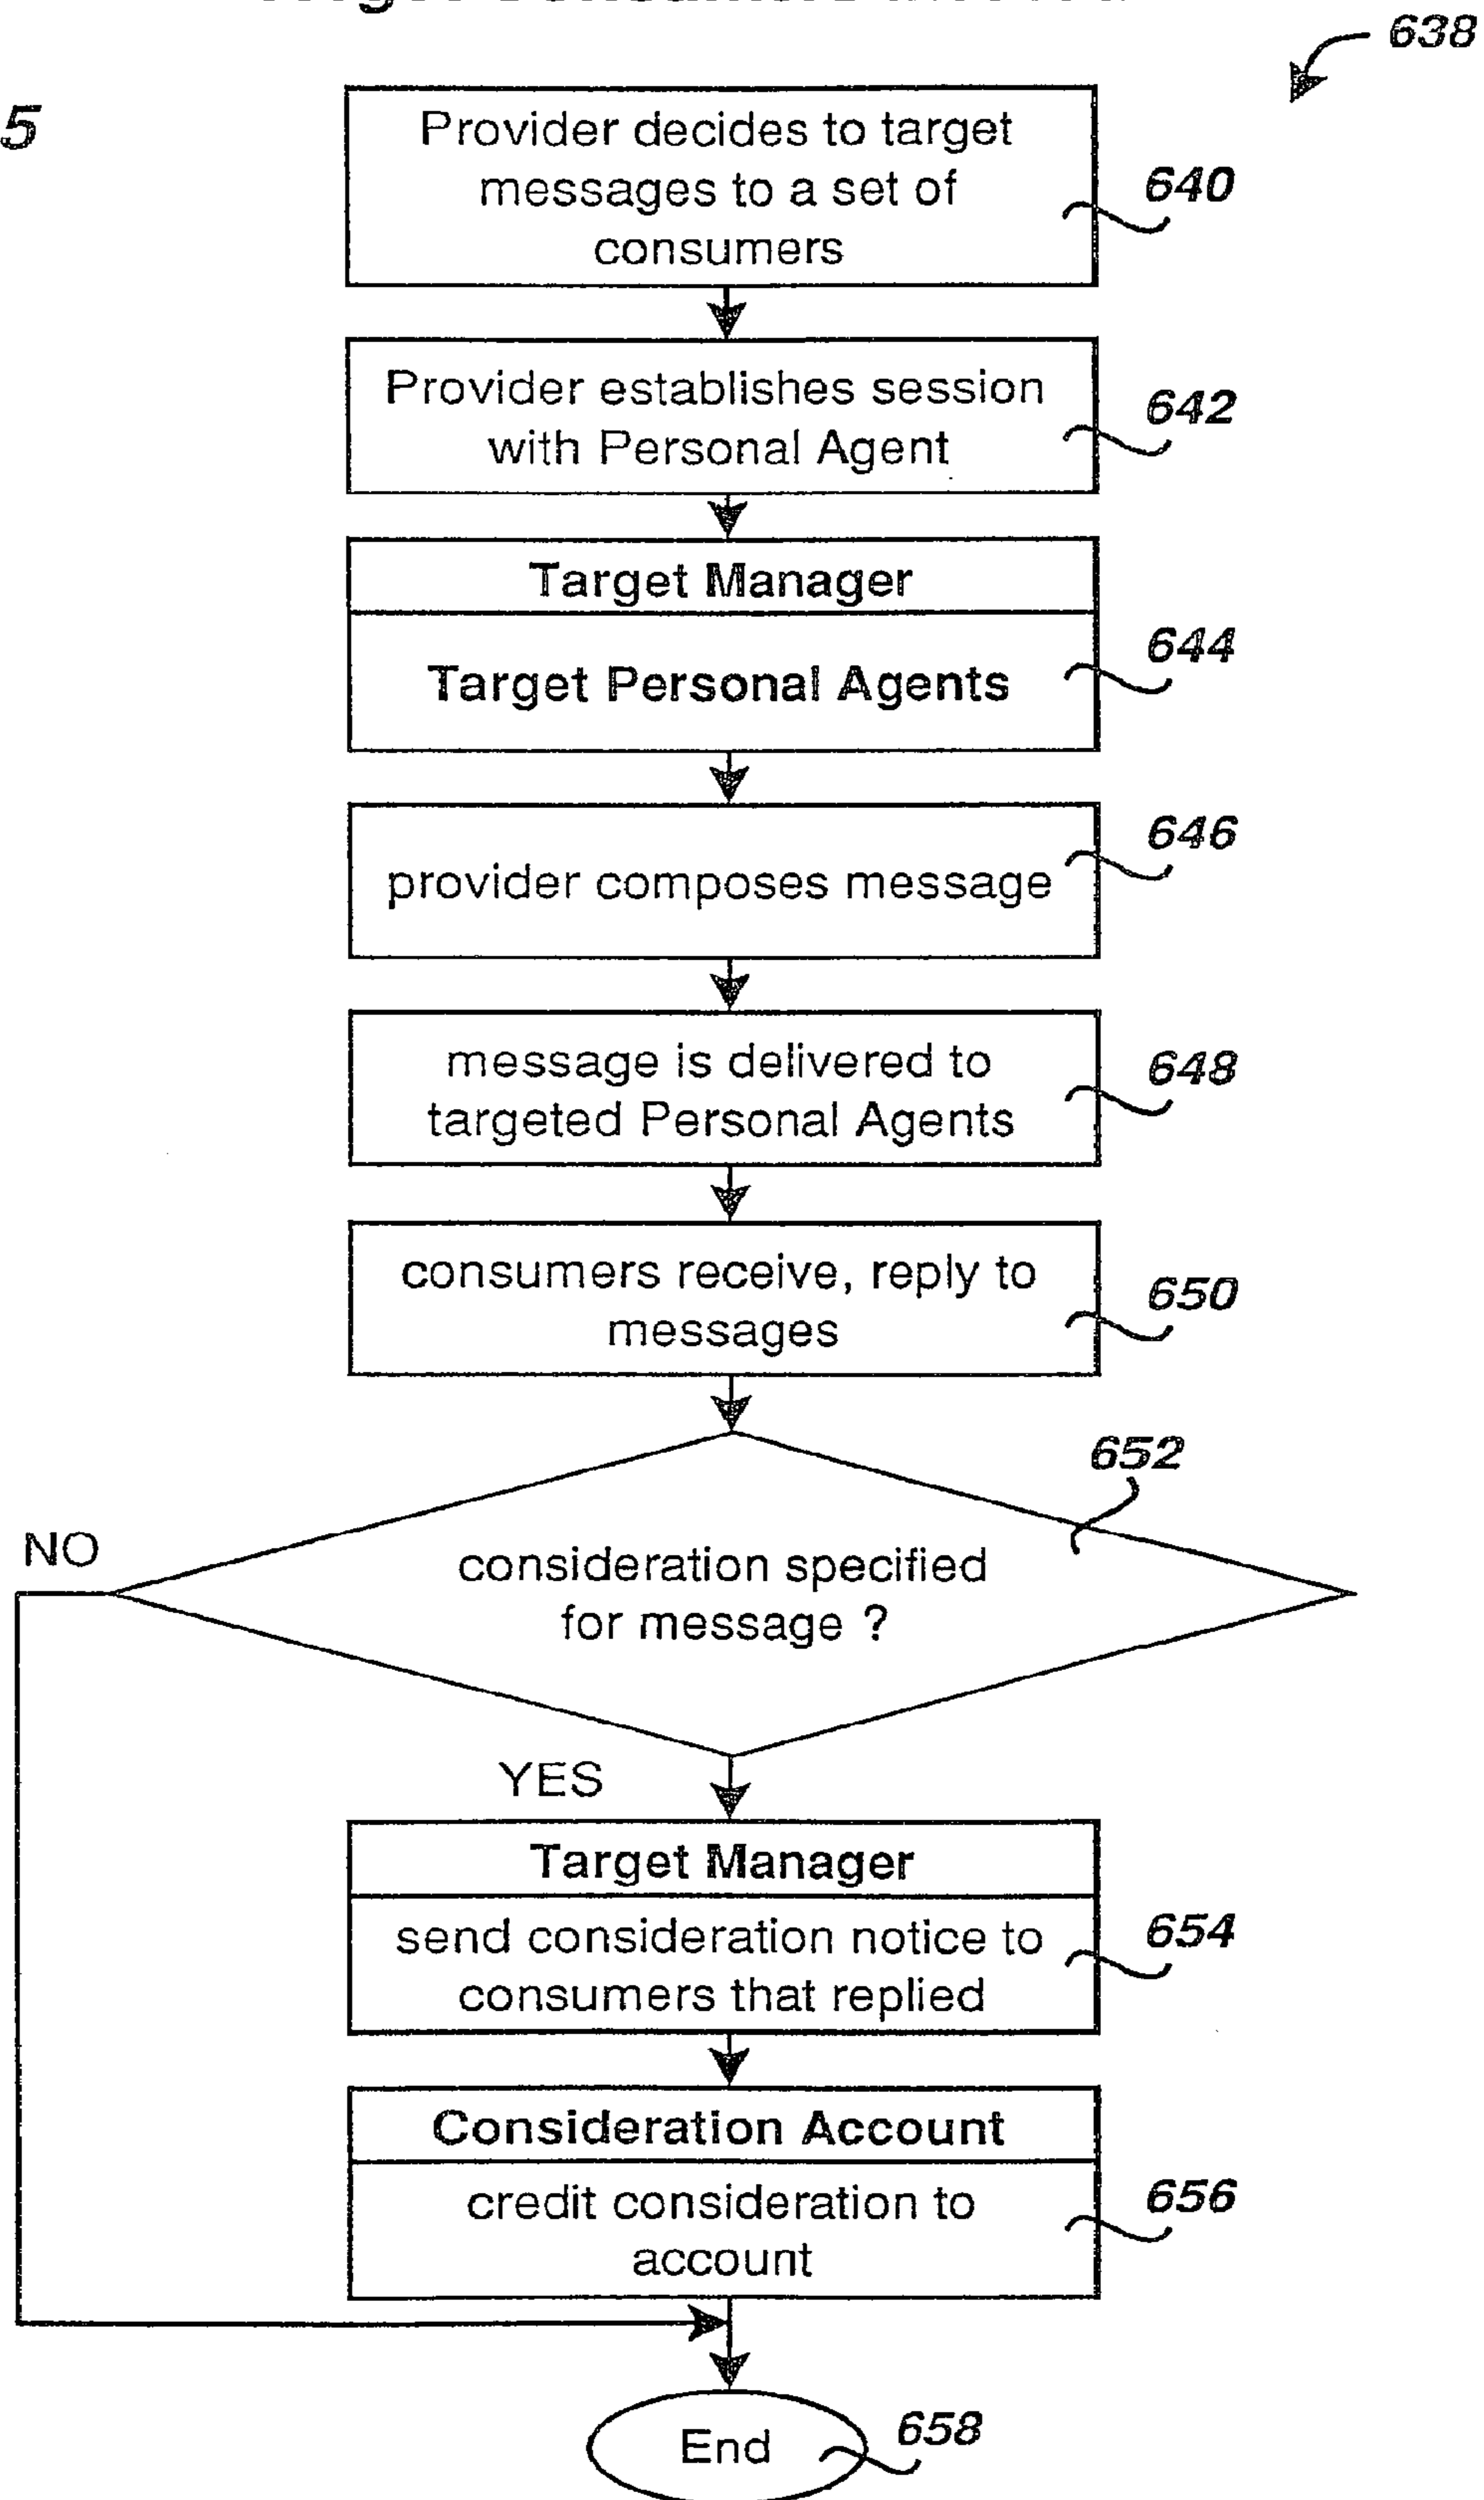 638
5
Provider decides to target
messages to a set of
consumers
640
Provider establishes session
with Personal Agent
642
Target Manager
Target Personal Agents
644
provider composes message
646
message is delivered to
targeted Personal Agents
648
consumers receive, reply to
messages
650
652
NO
consideration specified
for message ?
YES
Target Manager
send consideration notice to
consumers that replied
654
Consideration Account
credit consideration to
account
656
End
658